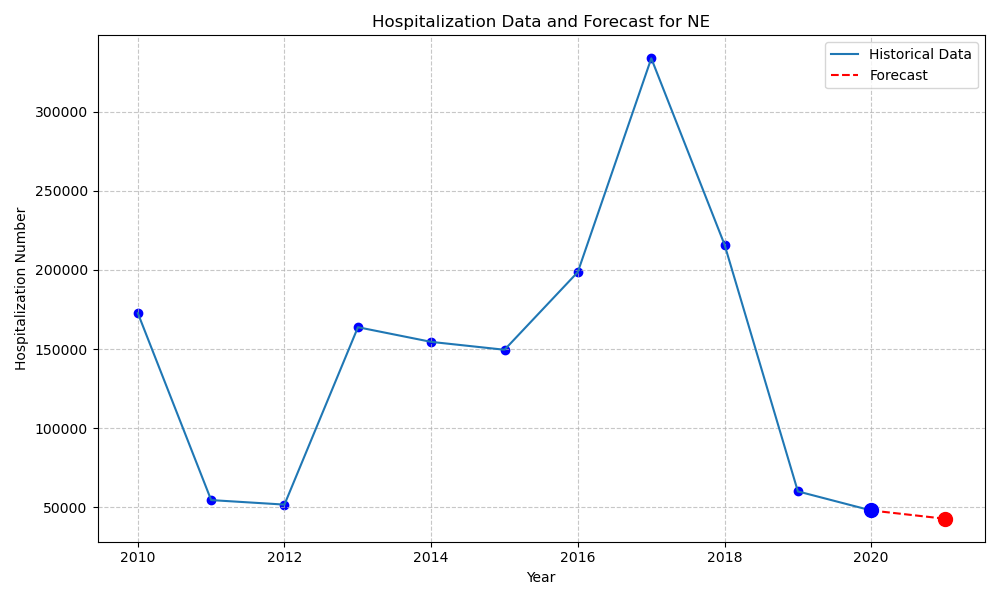 Hospitalization Data and Forecast for NE
Historical Data
Forecast
300000
250000
200000
150000
100000
50000
Hospitalization Number
2010 2012 2014 2016 2018 2020
Year